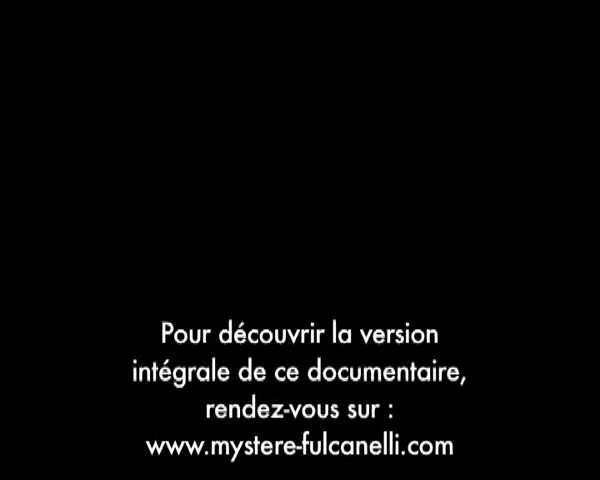 Pour découvrir la version
intégrale de ce documentaire,
rendez-vous sur :
www.mystere-fulcanelli.com